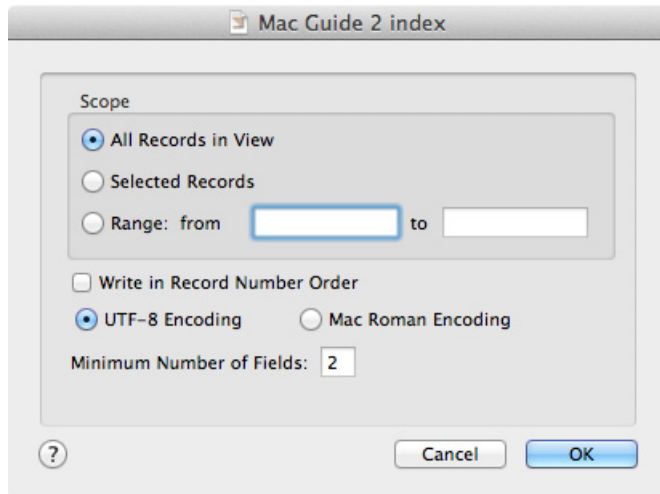 Mac Guide 2 index
Scope
All Records in View
Selected Records
Range: from to
Write in Record Number Order
UTF-8 Encoding Mac Roman Encoding
Minimum Number of Fields: 2
? Cancel OK